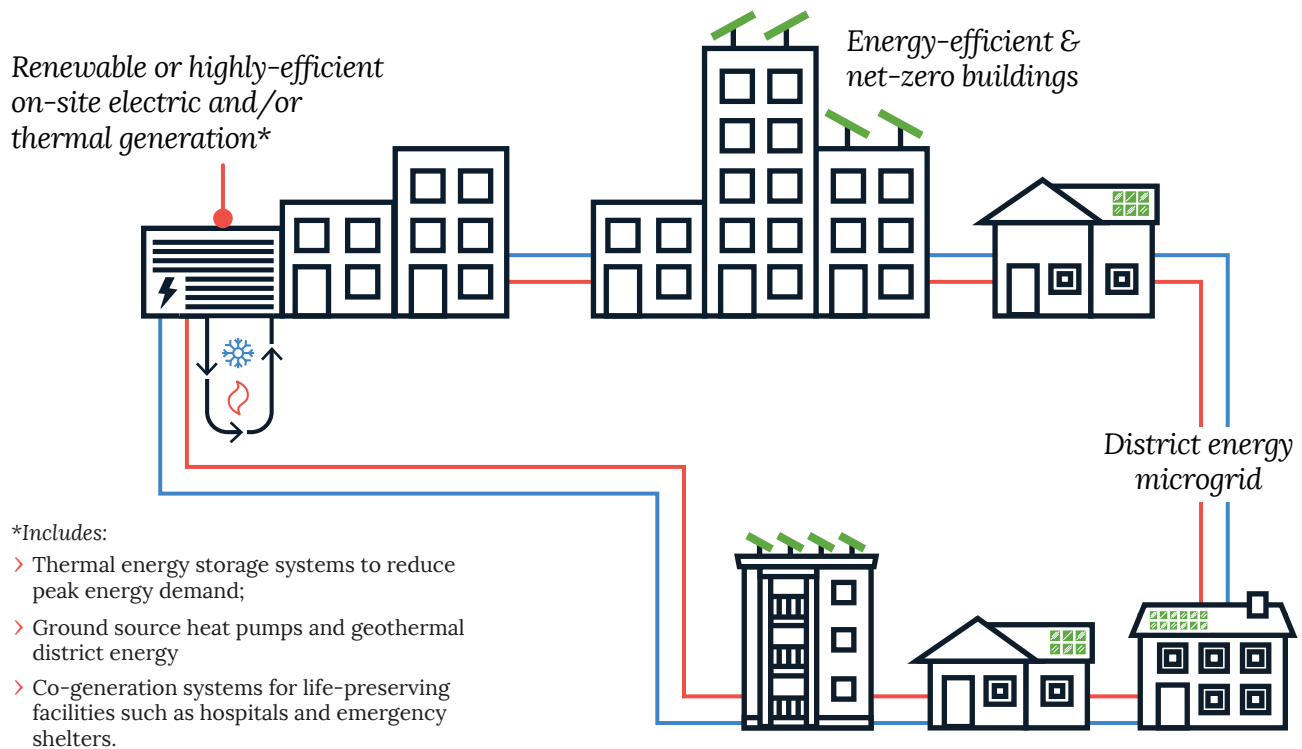 Renewable or highly-efficient
on-site electric and/or
thermal generation*
Energy-efficient &
net-zero buildings
District energy
microgrid
*Includes:
Thermal energy storage systems to reduce
peak energy demand;
Ground source heat pumps and geothermal
district energy
Co-generation systems for life-preserving
facilities such as hospitals and emergency
shelters.